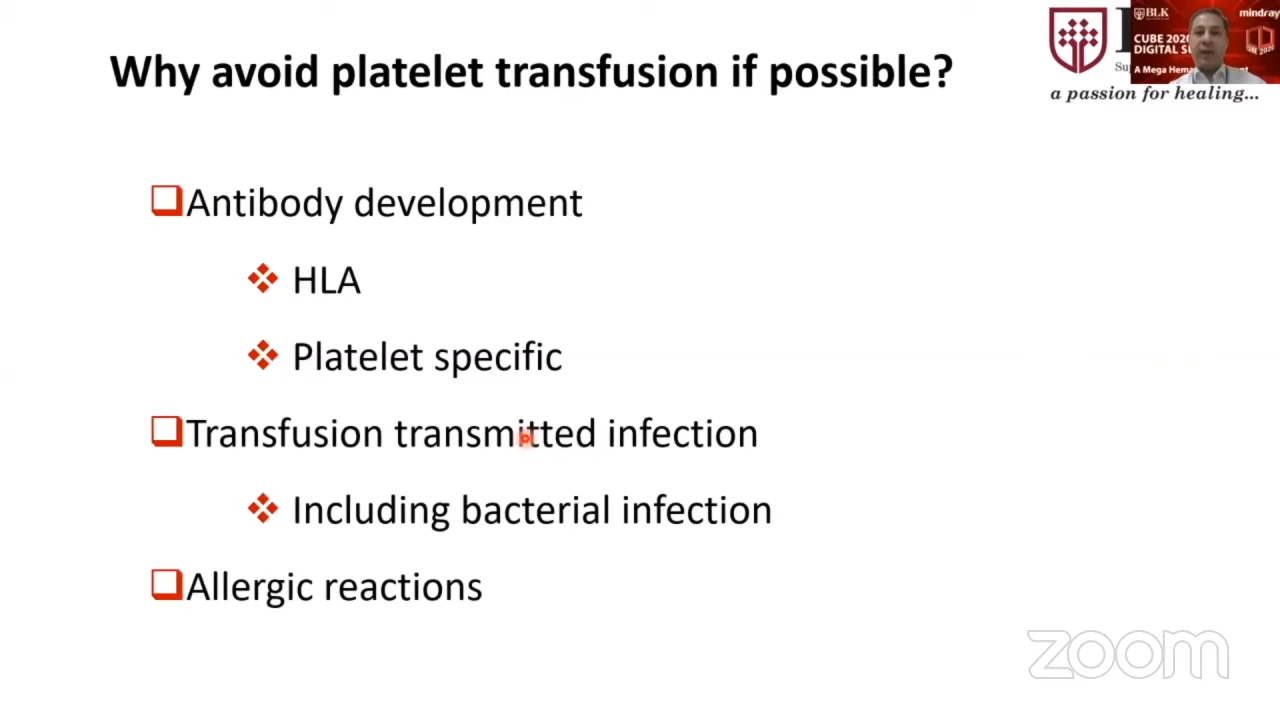 Why avoid platelet transfusion if possible?
BLK
mindray
CUBE 2020
DIGITAL
A Mega
a passion for healing...
Antibody development
HLA
Platelet specific
Transfusion transmitted infection
Including bacterial infection
Allergic reactions
zoom